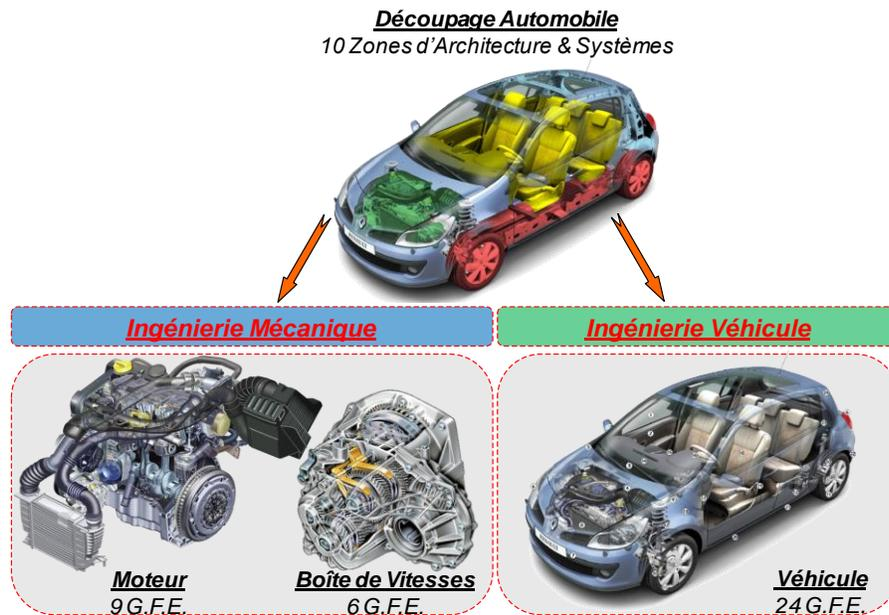 Découpage Automobile
10 Zones d'Architecture & Systèmes
Ingénierie Mécanique
Ingénierie Véhicule
Moteur
9 G.F.E.
Boîte de Vitesses
6 G.F.E.
Véhicule
24 G.F.E.